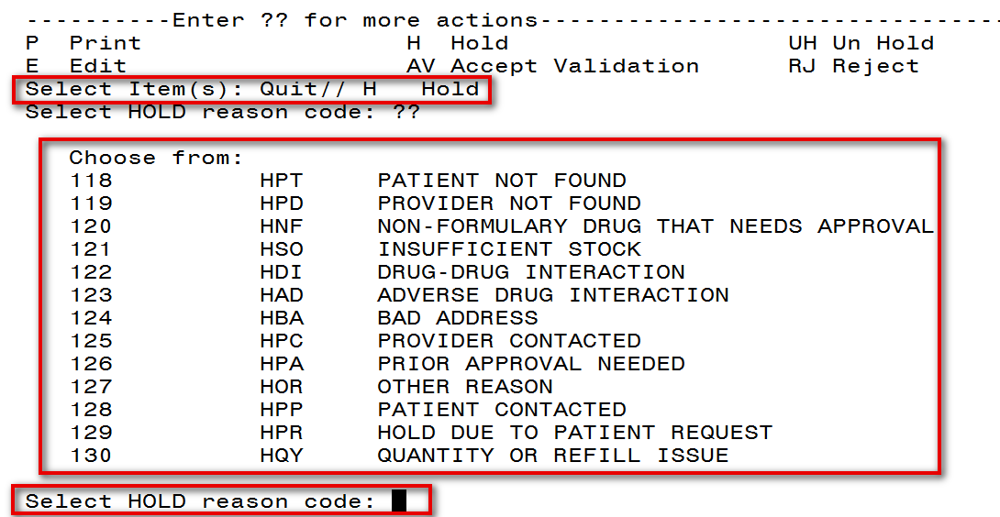 ----------Enter ?? for more actions--------------------------------
P  Print                                    H  Hold                                    UH Un Hold
E  Edit                                     AV Accept Validation            RJ Reject
Select Item(s): Quit// H   Hold
Select HOLD reason code: ??
Choose from:
118          HPT     PATIENT NOT FOUND
119          HPD     PROVIDER NOT FOUND
120          HNF     NON-FORMULARY DRUG THAT NEEDS APPROVAL
121          HSO     INSUFFICIENT STOCK
122          HDI     DRUG-DRUG INTERACTION
123          HAD     ADVERSE DRUG INTERACTION
124          HBA     BAD ADDRESS
125          HPC     PROVIDER CONTACTED
126          HPA     PRIOR APPROVAL NEEDED
127          HOR     OTHER REASON
128          HPP     PATIENT CONTACTED
129          HPR     HOLD DUE TO PATIENT REQUEST
130          HQY     QUANTITY OR REFILL ISSUE
Select HOLD reason code: